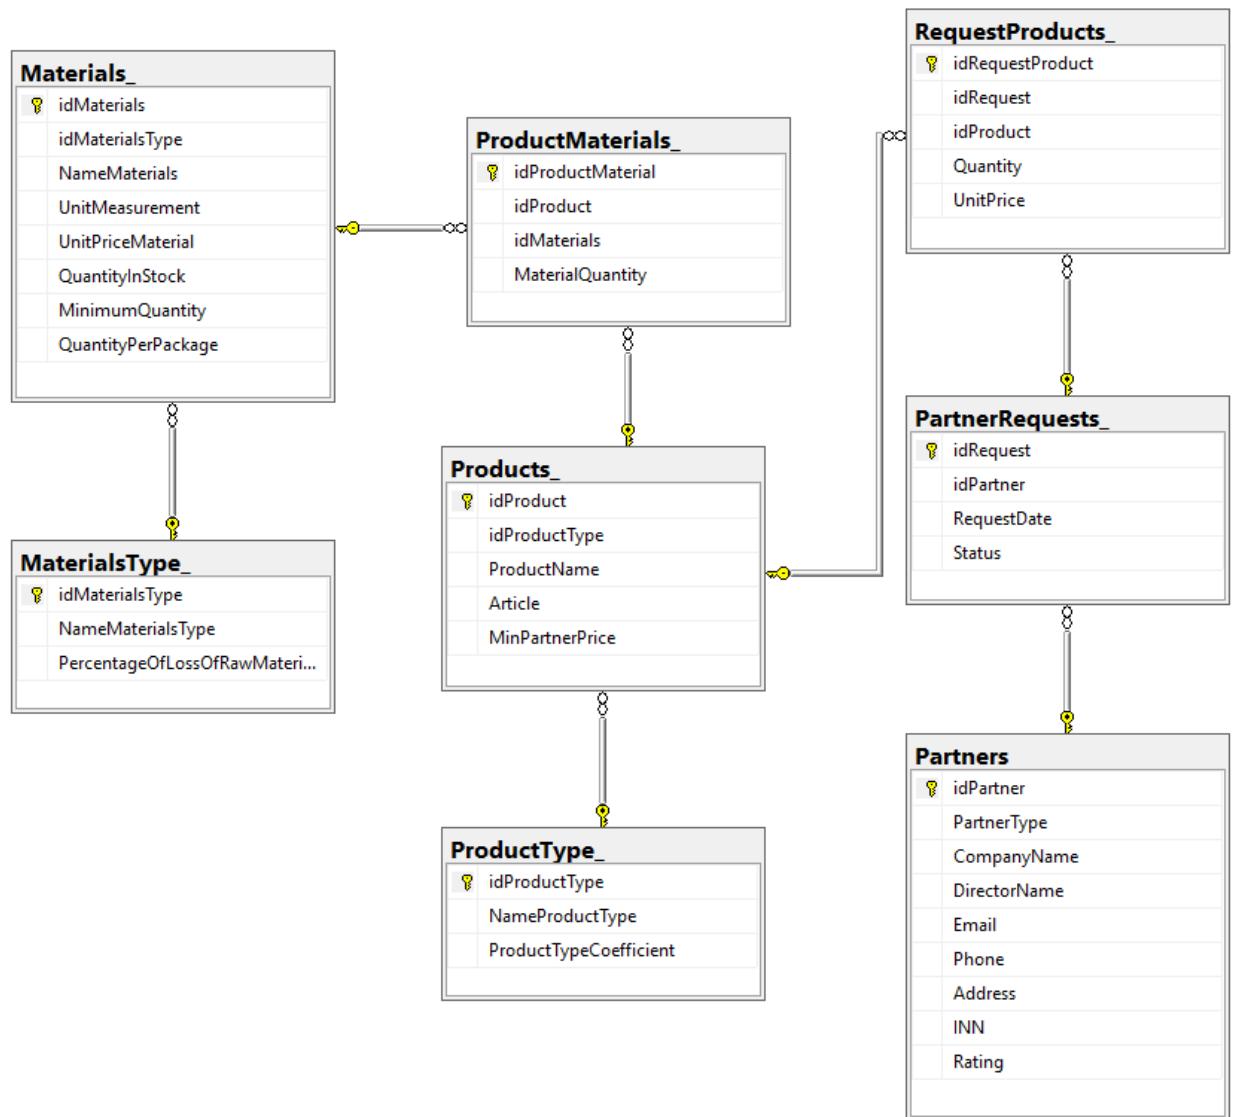 Materials_
idMaterials
idMaterialsType
NameMaterials
UnitMeasurement
UnitPriceMaterial
QuantityInStock
MinimumQuantity
QuantityPerPackage
MaterialsType_
idMaterialsType
NameMaterialsType
PercentageOfLossOfRawMateri...
ProductMaterials_
idProductMaterial
idProduct
idMaterials
MaterialQuantity
Products_
idProduct
idProductType
ProductName
Article
MinPartnerPrice
ProductType_
idProductType
NameProductType
ProductTypeCoefficient
RequestProducts_
idRequestProduct
idRequest
idProduct
Quantity
UnitPrice
PartnerRequests_
idRequest
idPartner
RequestDate
Status
Partners
idPartner
PartnerType
CompanyName
DirectorName
Email
Phone
Address
INN
Rating